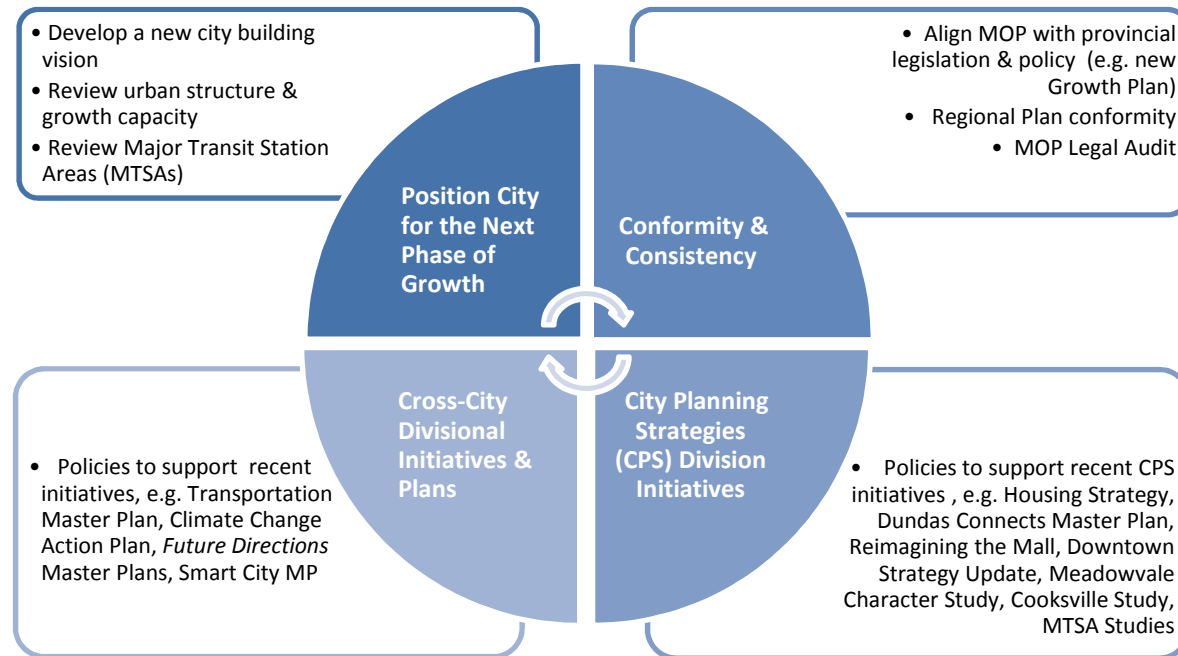 • Develop a new city building
vision
• Review urban structure &
growth capacity
• Review Major Transit Station
Areas (MTSAs)
• Align MOP with provincial
legislation & policy (e.g. new
Growth Plan)
• Regional Plan conformity
• MOP Legal Audit
Position City
for the Next
Phase of
Growth
Conformity &
Consistency
Cross-City
Divisional
Initiatives &
Plans
City Planning
Strategies
(CPS) Division
Initiatives
• Policies to support recent
initiatives, e.g. Transportation
Master Plan, Climate Change
Action Plan, Future Directions
Master Plans, Smart City MP
• Policies to support recent CPS
initiatives , e.g. Housing Strategy,
Dundas Connects Master Plan,
Reimagining the Mall, Downtown
Strategy Update, Meadowvale
Character Study, Cooksville Study,
MTSA Studies